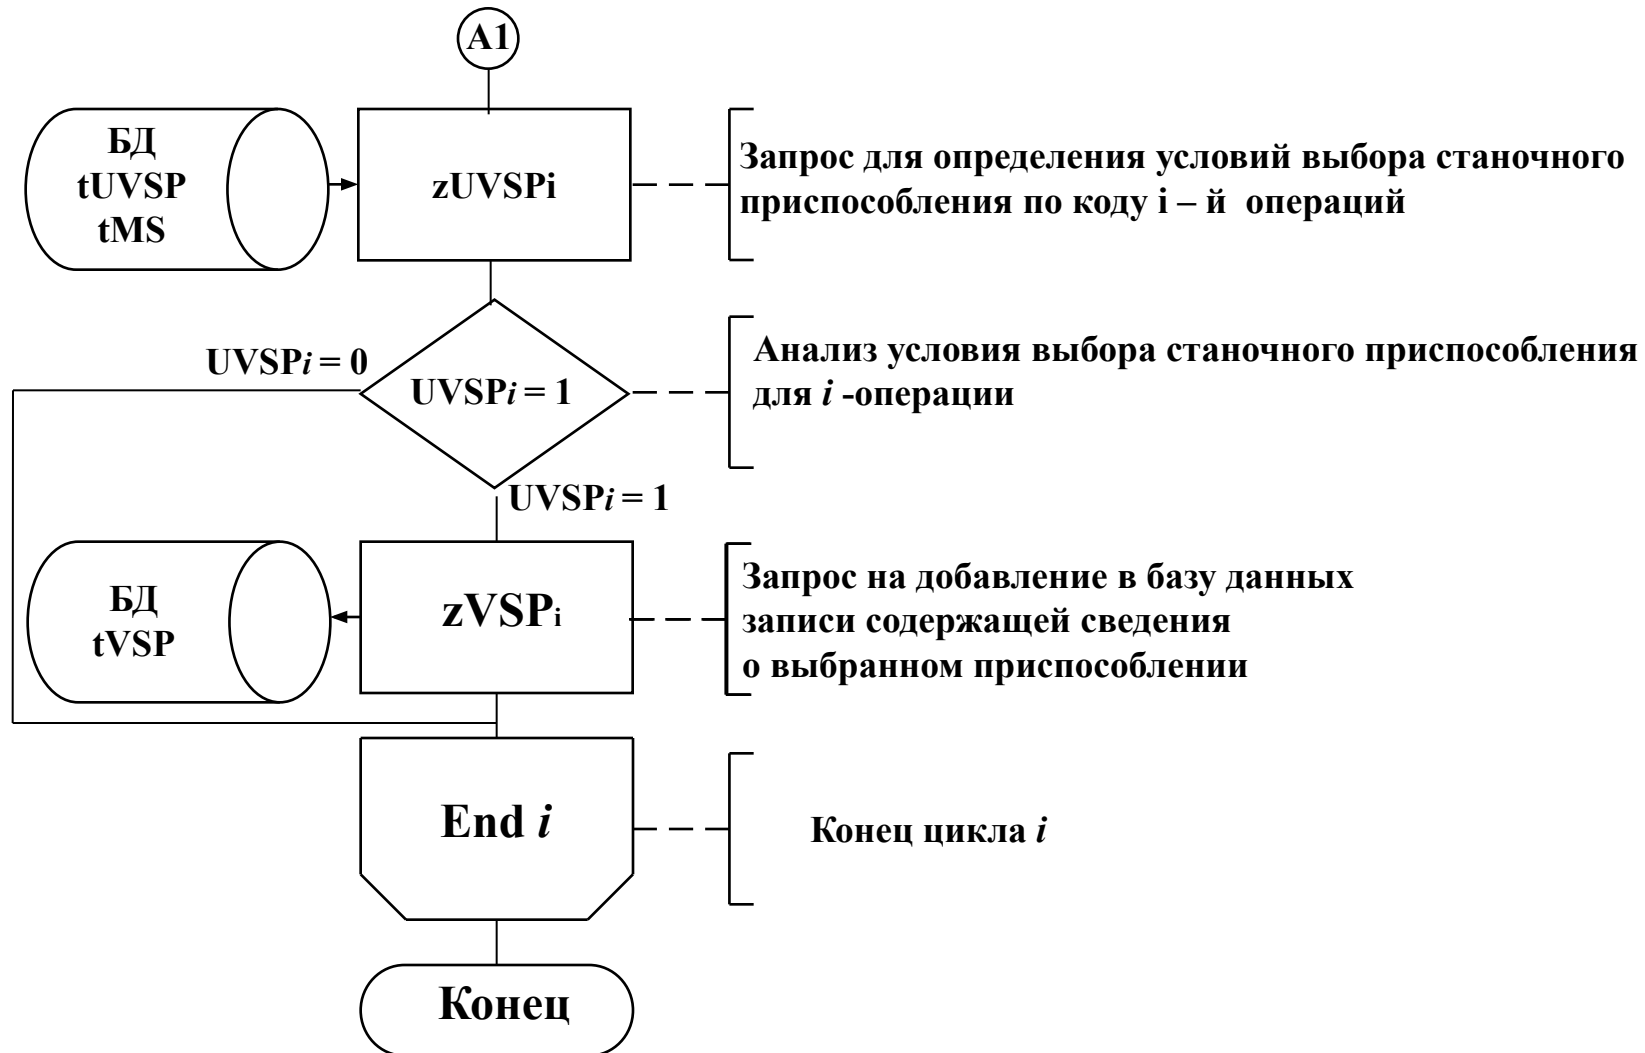 A1
БД
tUVSP
tMS
zUVSPi
Запрос для определения условий выбора станочного
приспособления по коду i – й операций
UVSPi = 0
UVSPi = 1
Анализ условия выбора станочного приспособления
для i -операции
UVSPi = 1
БД
tVSP
zVSPi
Запрос на добавление в базу данных
записи содержащей сведения
о выбранном приспособлении
End i
Конец цикла i
Конец